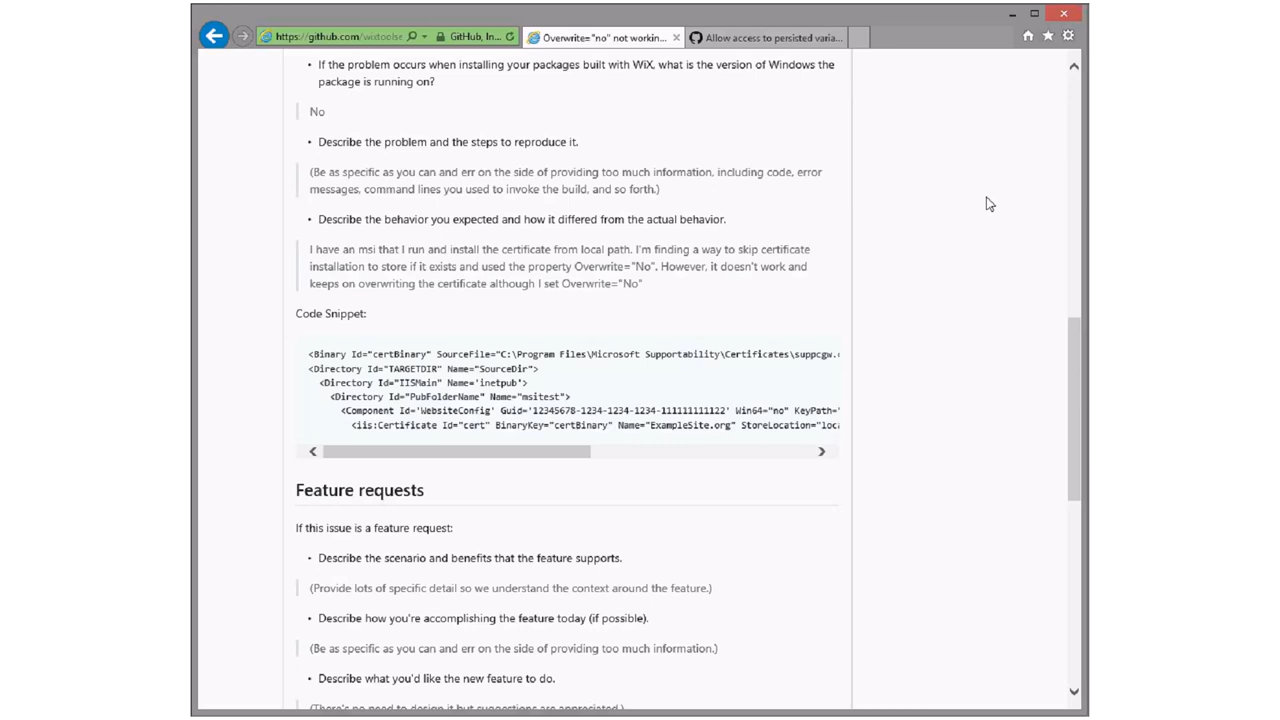 https://github.com/wixtoolse
GitHub, In...
Overwrite="no" not workin...
Allow access to persisted varia...
• If the problem occurs when installing your packages built with WiX, what is the version of Windows the
package is running on?
No
• Describe the problem and the steps to reproduce it.
(Be as specific as you can and err on the side of providing too much information, including code, error
messages, command lines you used to invoke the build, and so forth.)
• Describe the behavior you expected and how it differed from the actual behavior.
I have an msi that I run and install the certificate from local path. I'm finding a way to skip certificate
installation to store if it exists and used the property Overwrite="No". However, it doesn't work and
keeps on overwriting the certificate although I set Overwrite="No"
Code Snippet:
<Binary Id="certBinary" SourceFile="C:\Program Files\Microsoft Supportability\Certificates\suppcgw.c
<Directory Id="TARGETDIR" Name="SourceDir">
<Directory Id="IISMain" Name='inetpub'>
<Directory Id="PubFolderName" Name="msitest">
<Component Id='WebsiteConfig' Guid='12345678-1234-1234-1234-111111111122' Win64="no" KeyPath='
<iis:Certificate Id="cert" BinaryKey="certBinary" Name="ExampleSite.org" StoreLocation="loca
Feature requests
If this issue is a feature request:
• Describe the scenario and benefits that the feature supports.
(Provide lots of specific detail so we understand the context around the feature.)
• Describe how you're accomplishing the feature today (if possible).
(Be as specific as you can and err on the side of providing too much information.)
• Describe what you'd like the new feature to do.
(There's no need to design it but suggestions are appreciated.)